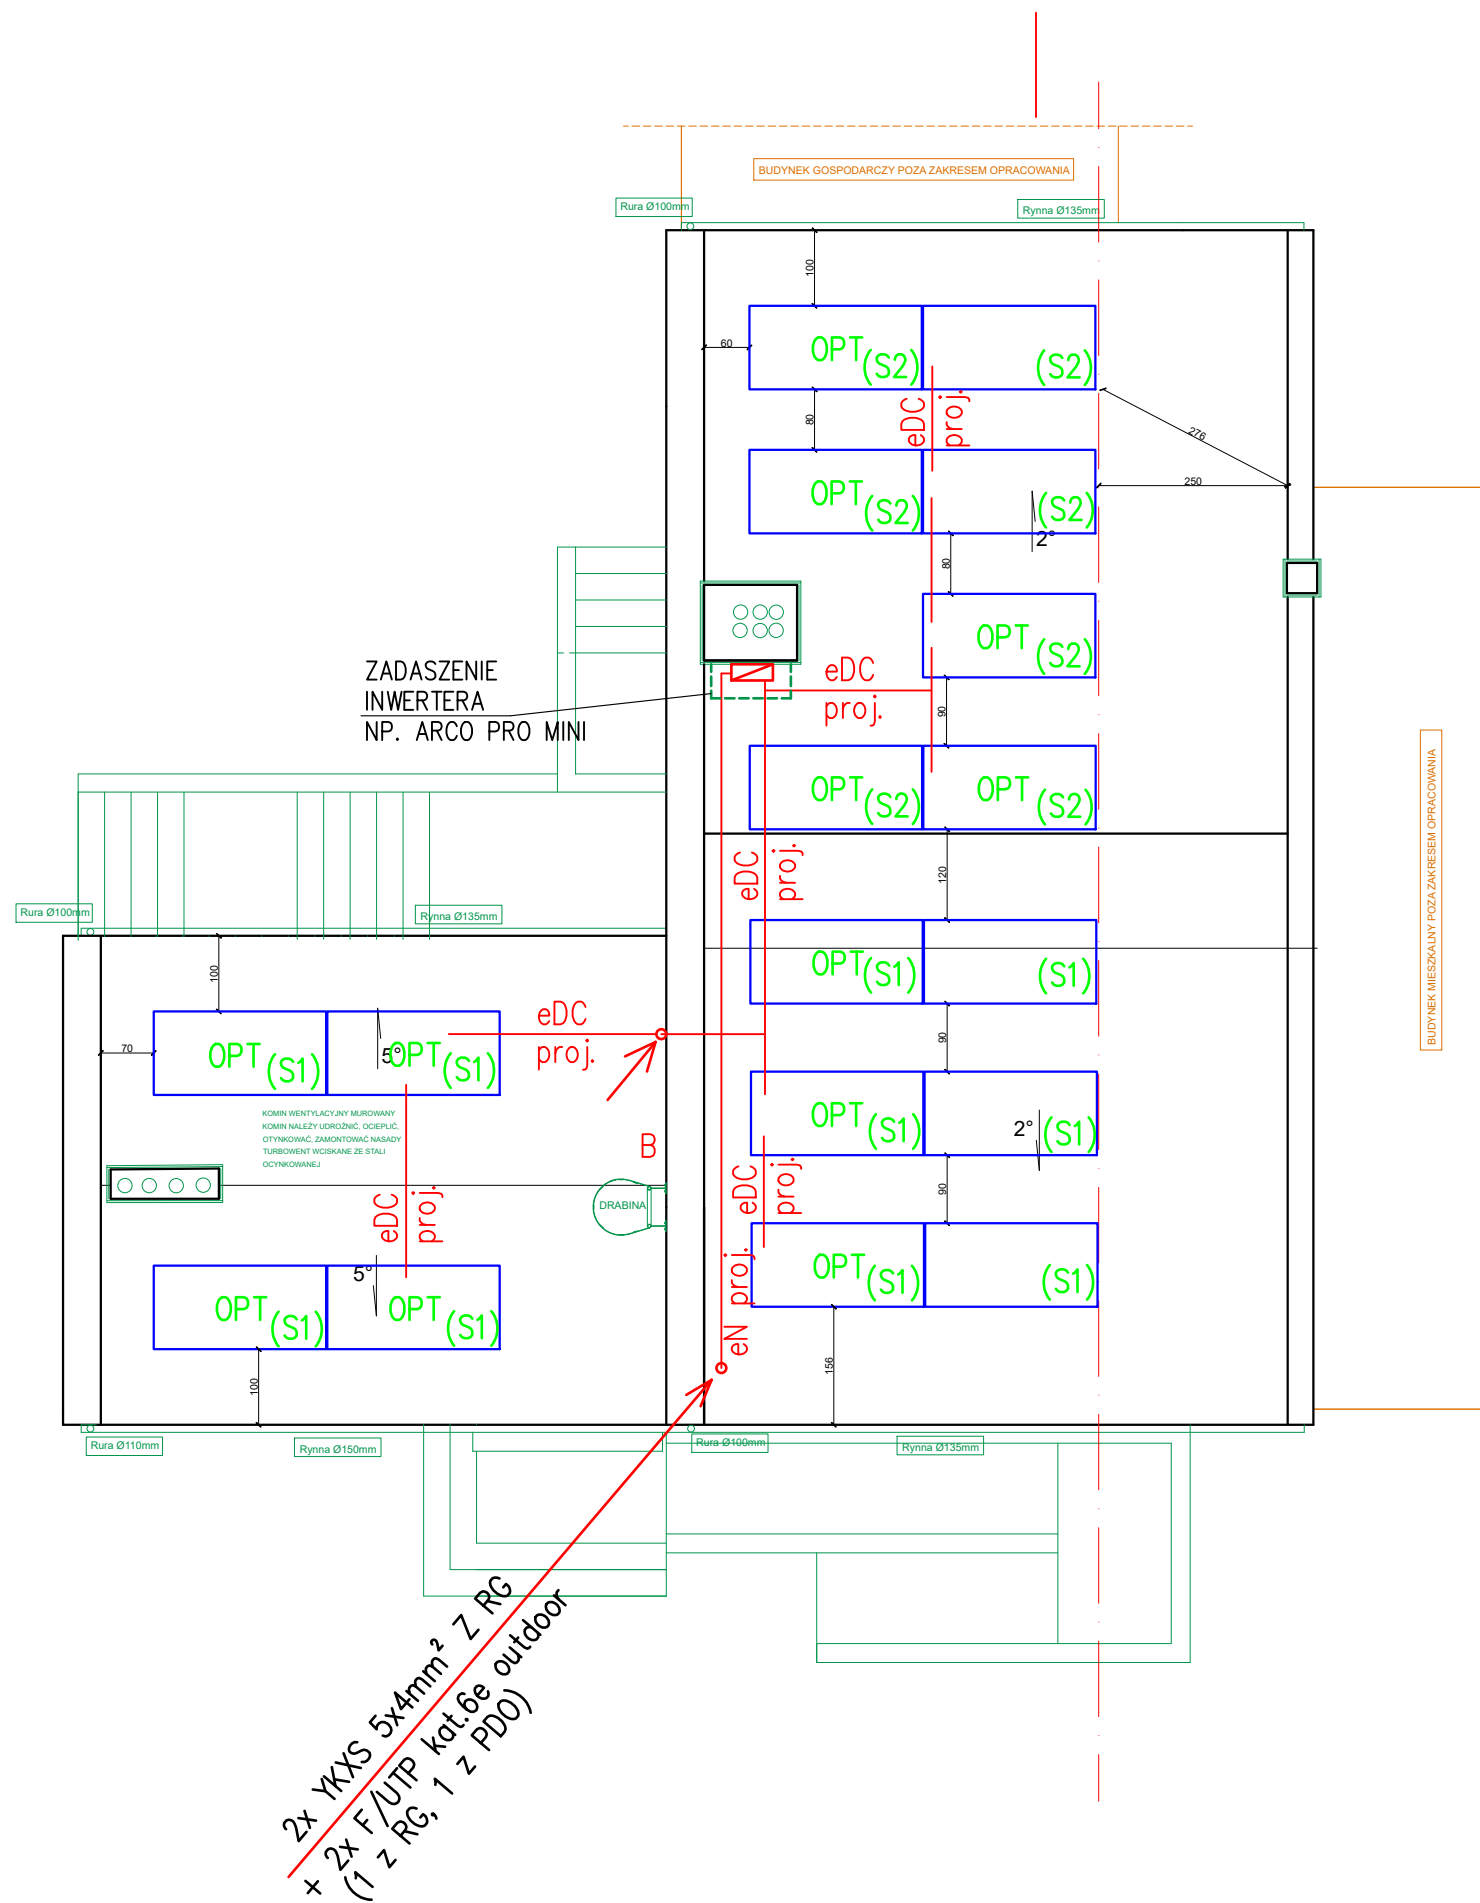 BUDYNEK GOSPODARCZY POZA ZAKRESEM OPRACOWANIA
Rura Ø100mm
Rynna Ø135mm
100
60
OPT (S2)
(S2)
80
eDC
proj.
276
250
OPT (S2)
(S2)
2°
80
OPT (S2)
ZADASZENIE
INWERTERA
NP. ARCO PRO MINI
eDC
proj.
90
OPT (S2)
OPT (S2)
BUDYNEK MIESZKALNY POZA ZAKRESEM OPRACOWANIA
eDC
proj.
120
Rura Ø100mm
Rynna Ø135mm
100
OPT (S1)
(S1)
70
OPT (S1)
5°
OPT (S1)
eDC
proj.
90
KOMIN WENTYLACYJNY MUROWANY
KOMIN NALEŻY UDROŻNIĆ, OCIEPLIĆ,
OTYNKOWAĆ, ZAMONTOWAĆ NASADY
TURBOWENT WCISKANE ZE STALI
OCYNKOWANEJ
B
OPT (S1)
2°
(S1)
eDC
proj.
DRABINA
eDC
proj.
90
5°
OPT (S1)
OPT (S1)
eN proj.
OPT (S1)
(S1)
100
156
Rura Ø110mm
Rynna Ø150mm
Rura Ø100mm
Rynna Ø135mm
2x YKXS 5x4mm² Z RG
+ 2x F/UTP kat.6e outdoor
(1 z RG, 1 z PDO)